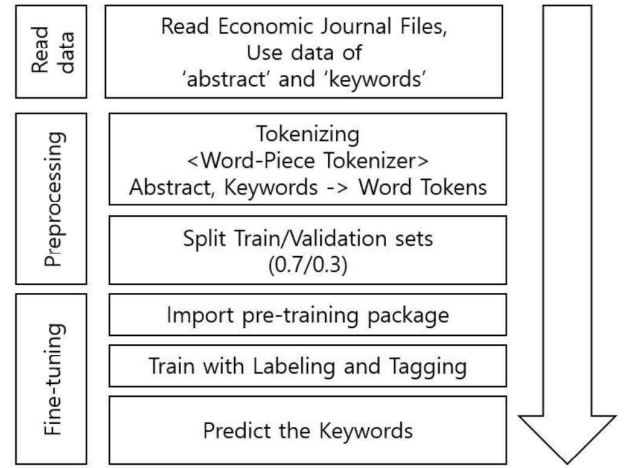 Read
data
Read Economic Journal Files,
Use data of
‘abstract’ and ‘keywords’
Preprocessing
Tokenizing
<Word-Piece Tokenizer>
Abstract, Keywords -> Word Tokens
Split Train/Validation sets
(0.7/0.3)
Fine-tuning
Import pre-training package
Train with Labeling and Tagging
Predict the Keywords